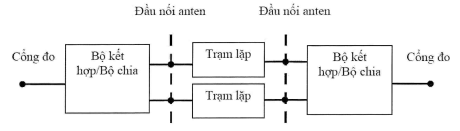 Đầu nối anten
Đầu nối anten
Cổng đo
Bộ kết
hợp/Bộ chia
Trạm lặp
Trạm lặp
Bộ kết
hợp/Bộ chia
Cổng đo